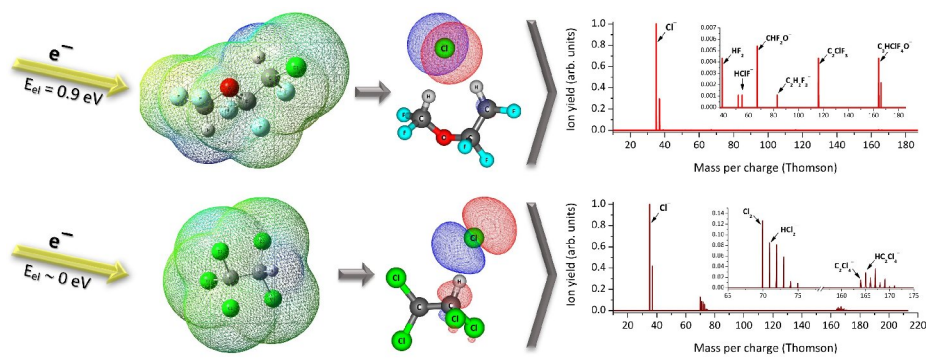 e⁻
E_el = 0.9 eV
Cl
H
H
C
C
C
F
F
F
F
F
O
Ion yield (arb. units)
1.0
0.8
0.6
0.4
0.2
0.0
Cl⁻
20 40 60 80 100 120 140 160 180
Mass per charge (Thomson)
0.007
0.006
0.005
0.004
0.003
0.002
0.001
0.000
HF₂⁻
HClF⁻
CHF₂O⁻
C₂H₂F₃⁻
C₂ClF₃⁻
C₃HClF₄O⁻
40 60 80 100 120 140 160 180
e⁻
E_el ~ 0 eV
Cl
Cl
Cl
Cl
Cl
H
C
C
Ion yield (arb. units)
1.0
0.8
0.6
0.4
0.2
0.0
Cl⁻
20 40 60 80 100 120 140 160 180 200 220
Mass per charge (Thomson)
0.14
0.12
0.10
0.08
0.06
0.04
0.02
0.00
Cl₂⁻
HCl₂⁻
C₂Cl₄⁻
HC₂Cl₄⁻
65 70 75 160 165 170 175